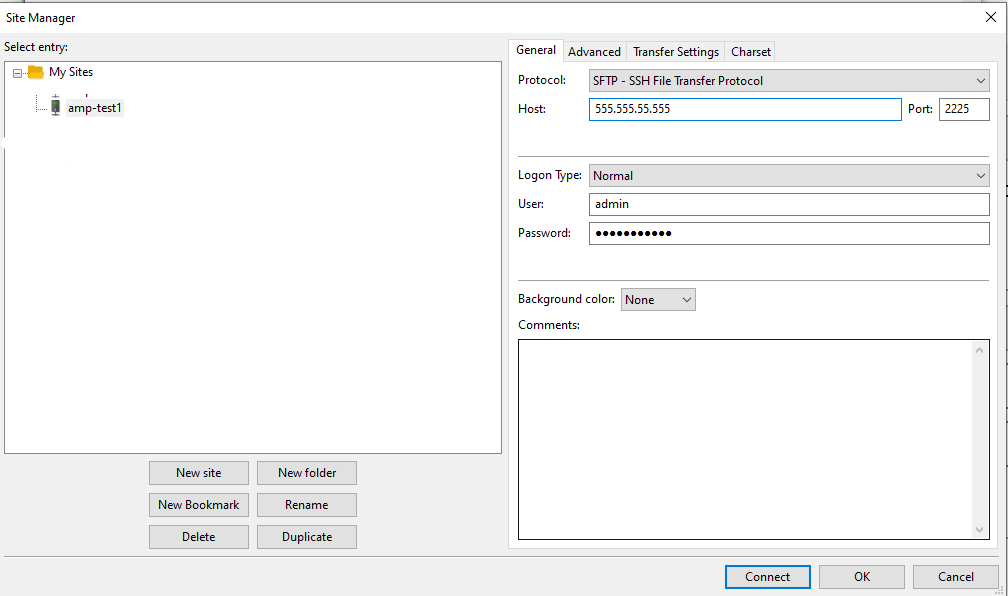 Site Manager
Select entry:
My Sites
amp-test1
New site
New folder
New Bookmark
Rename
Delete
Duplicate
General
Advanced
Transfer Settings
Charset
Protocol:
SFTP - SSH File Transfer Protocol
Host:
555.555.55.555
Port:
2225
Logon Type:
Normal
User:
admin
Password:
●●●●●●●●●●●
Background color:
None
Comments:
Connect
OK
Cancel